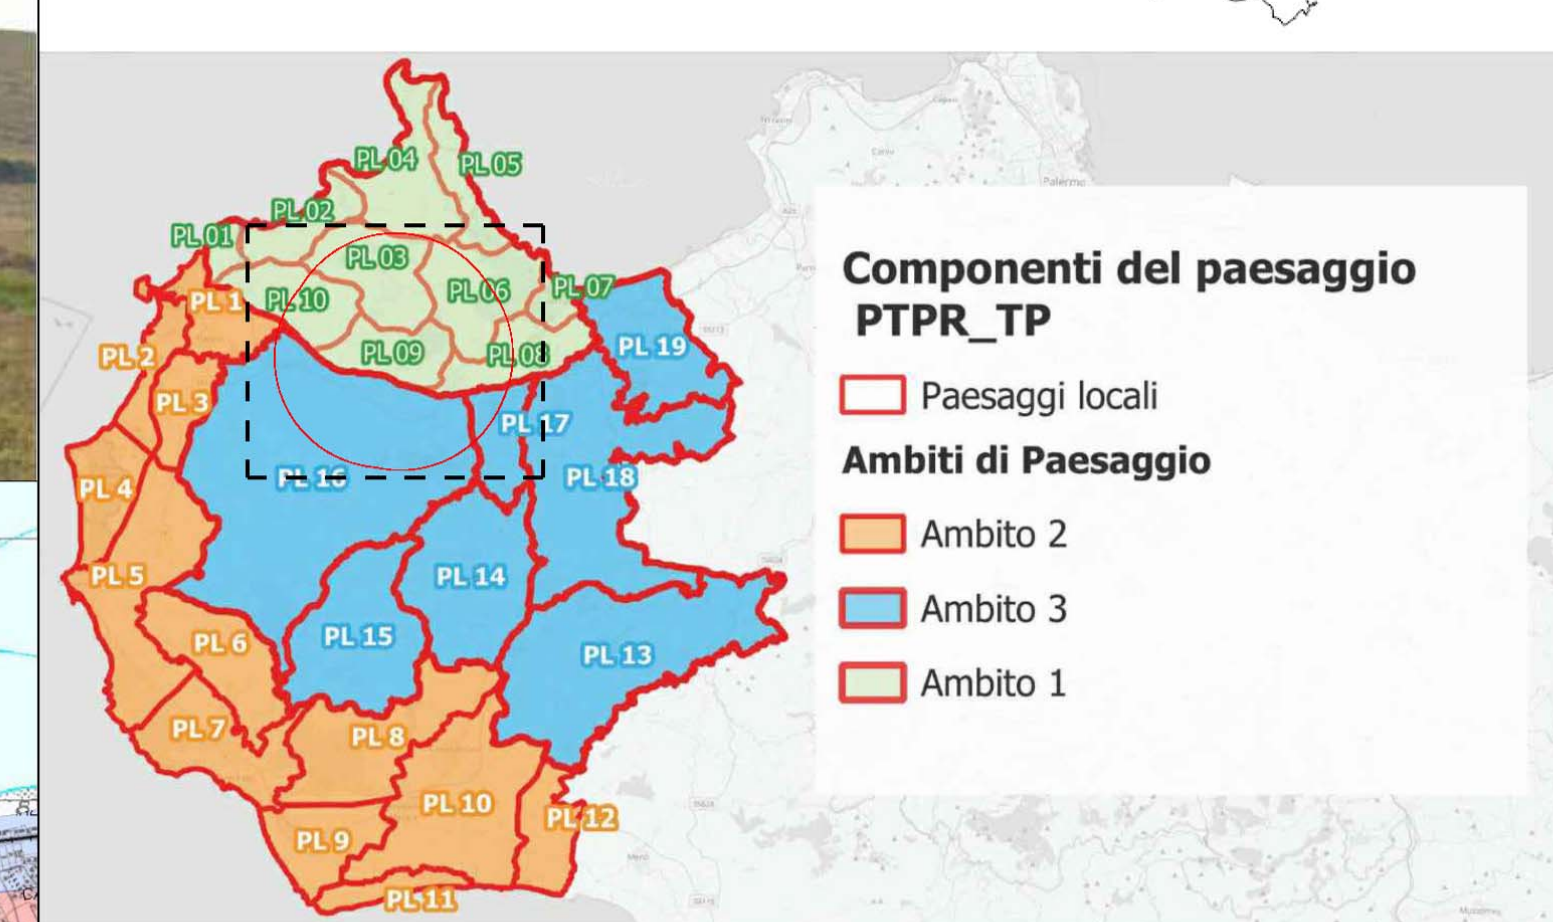 Palermo
PL 04
PL 05
PL 02
PL 01
PL 03
PL 1
PL 10
PL 06
PL 07
PL 2
PL 09
PL 08
PL 19
PL 3
PL 17
PL 4
PL 16
PL 18
PL 5
PL 14
PL 6
PL 15
PL 13
PL 7
PL 8
PL 10
PL 12
PL 9
PL 11
Componenti del paesaggio
PTPR_TP
Paesaggi locali
Ambiti di Paesaggio
Ambito 2
Ambito 3
Ambito 1